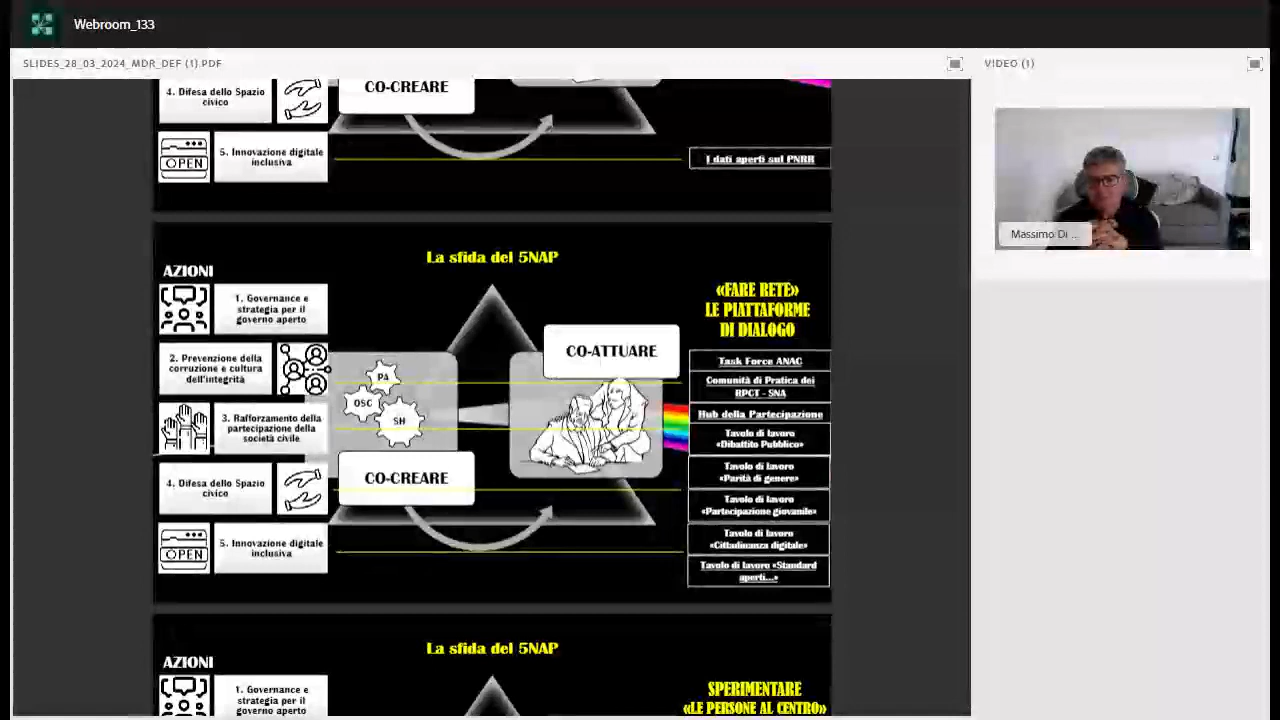 Webroom_133
SLIDES_28_03_2024_MDR_DEF (1).PDF
VIDEO (1)
4. Difesa dello Spazio
civico
CO-CREARE
5. Innovazione digitale
inclusiva
OPEN
I dati aperti sul PNRR
La sfida del 5NAP
AZIONI
1. Governance e
strategia per il
governo aperto
2. Prevenzione della
corruzione e cultura
dell'integrità
3. Rafforzamento della
partecipazione della
società civile
4. Difesa dello Spazio
civico
5. Innovazione digitale
inclusiva
OPEN
PA
OSC
SH
CO-CREARE
CO-ATTUARE
«FARE RETE»
LE PIATTAFORME
DI DIALOGO
Task Force ANAC
Comunità di Pratica dei
RPCT - SNA
Hub della Partecipazione
Tavolo di lavoro
«Dibattito Pubblico»
Tavolo di lavoro
«Parità di genere»
Tavolo di lavoro
«Partecipazione giovanile»
Tavolo di lavoro
«Cittadinanza digitale»
Tavolo di lavoro «Standard
aperti...»
La sfida del 5NAP
AZIONI
1. Governance e
strategia per il
governo aperto
SPERIMENTARE
«LE PERSONE AL CENTRO»
Massimo Di ...